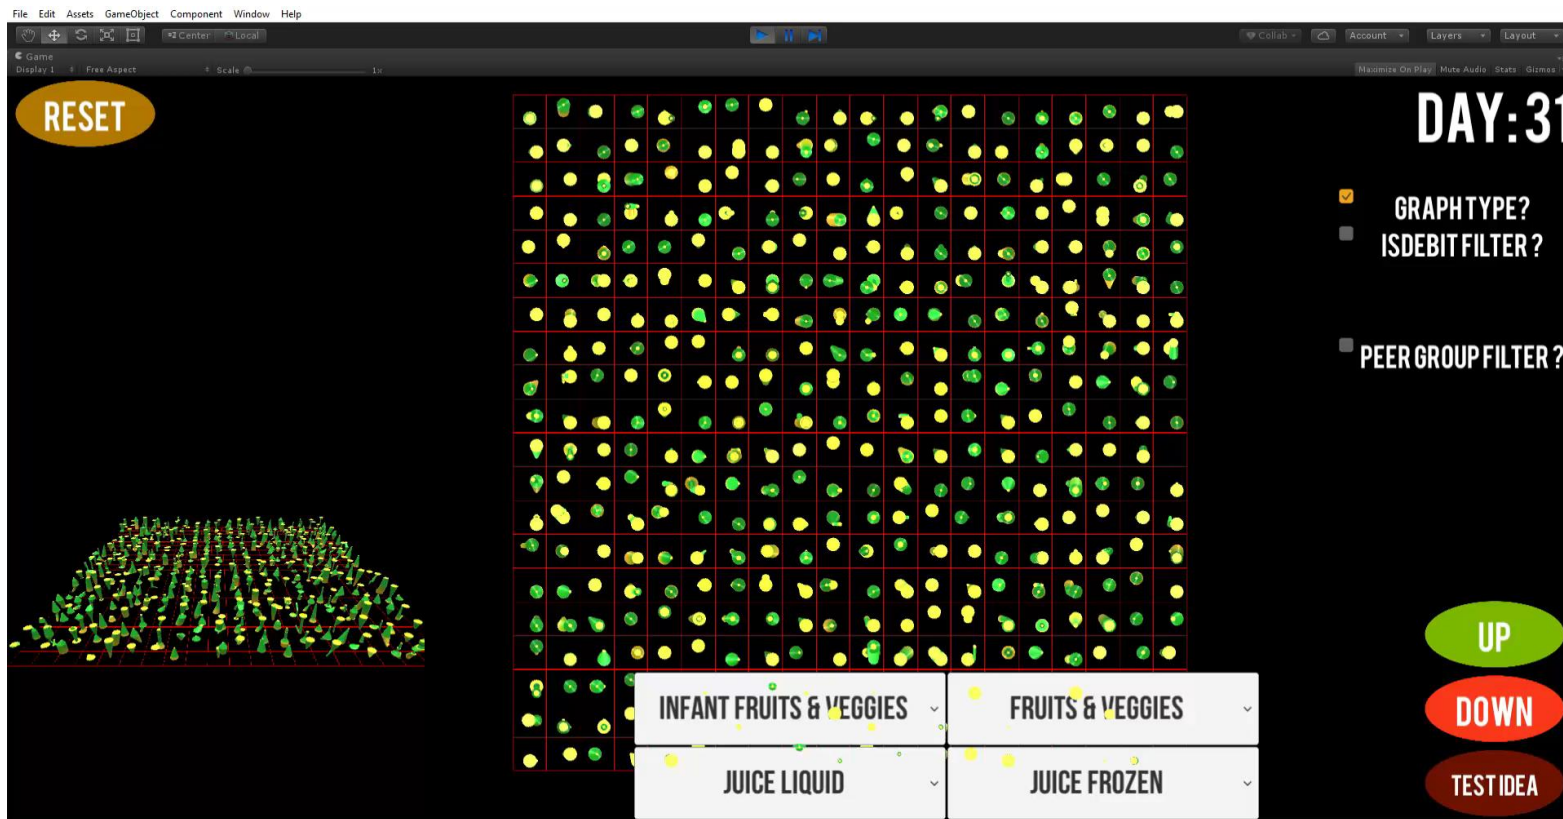 File Edit Assets GameObject Component Window Help
Center Local Collab Account Layers Layout
Game
Display 1 Free Aspect Scale 1x Maximize On Play Mute Audio Stats Gizmos
RESET
DAY: 31
GRAPH TYPE?
ISDEBIT FILTER ?
PEER GROUP FILTER ?
UP
INFANT FRUITS & VEGGIES FRUITS & VEGGIES
DOWN
JUICE LIQUID JUICE FROZEN
TEST IDEA